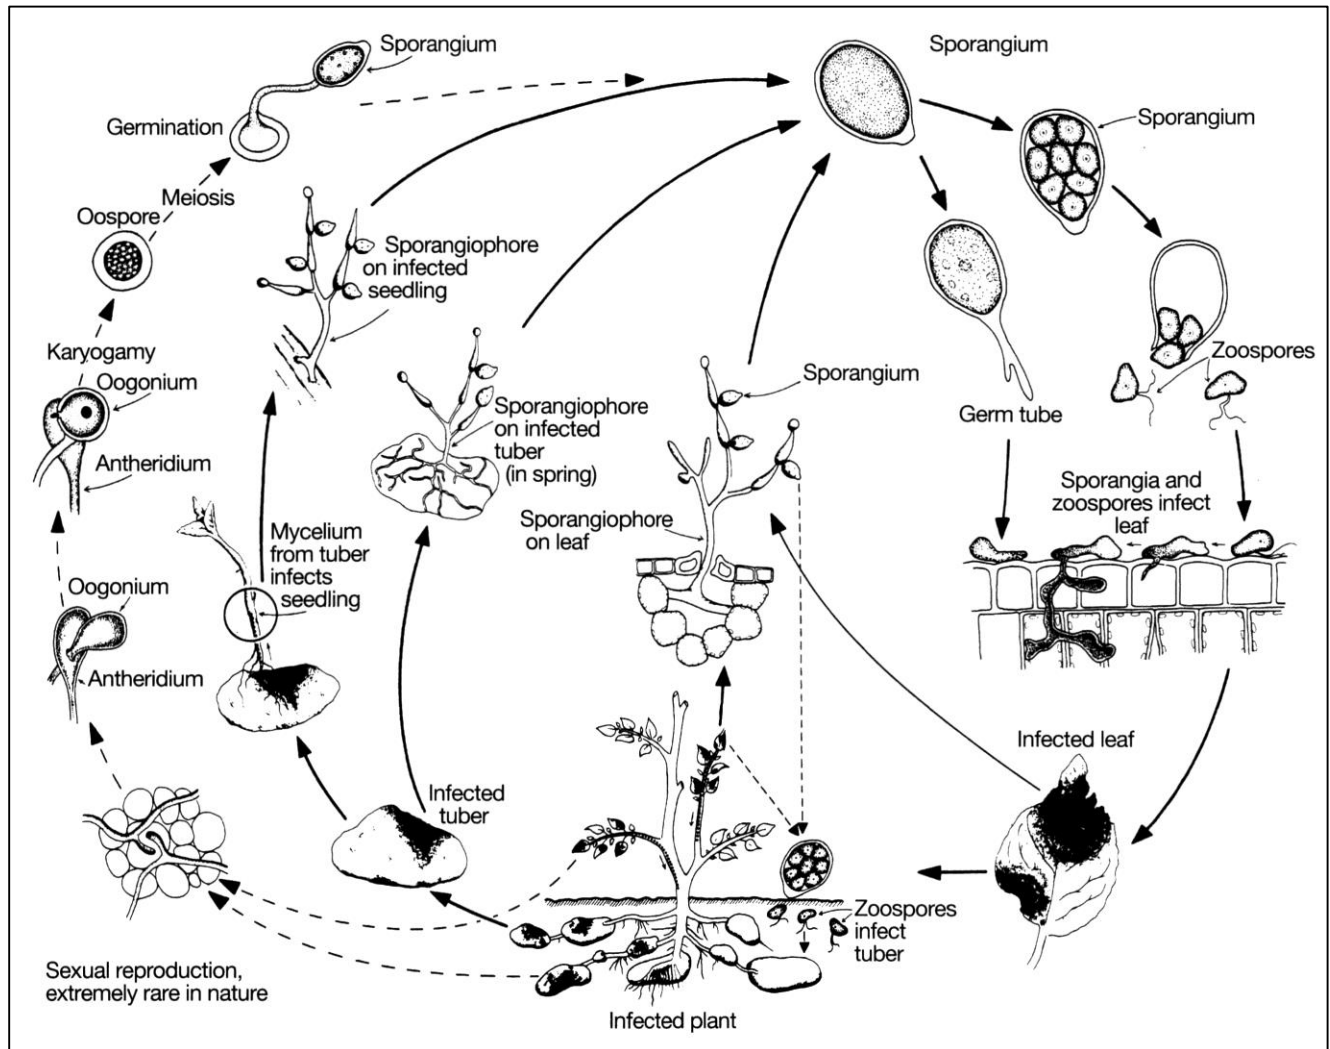 Sporangium
Sporangium
Germination
Sporangium
Meiosis
Oospore
Sporangiophore
on infected
seedling
Karyogamy
Oogonium
Zoospores
Sporangium
Germ tube
Sporangiophore
on infected
tuber
(in spring)
Antheridium
Sporangia and
zoospores infect
leaf
Sporangiophore
on leaf
Mycelium
from tuber
infects
seedling
Oogonium
Antheridium
Infected leaf
Infected
tuber
Zoospores
infect
tuber
Sexual reproduction,
extremely rare in nature
Infected plant